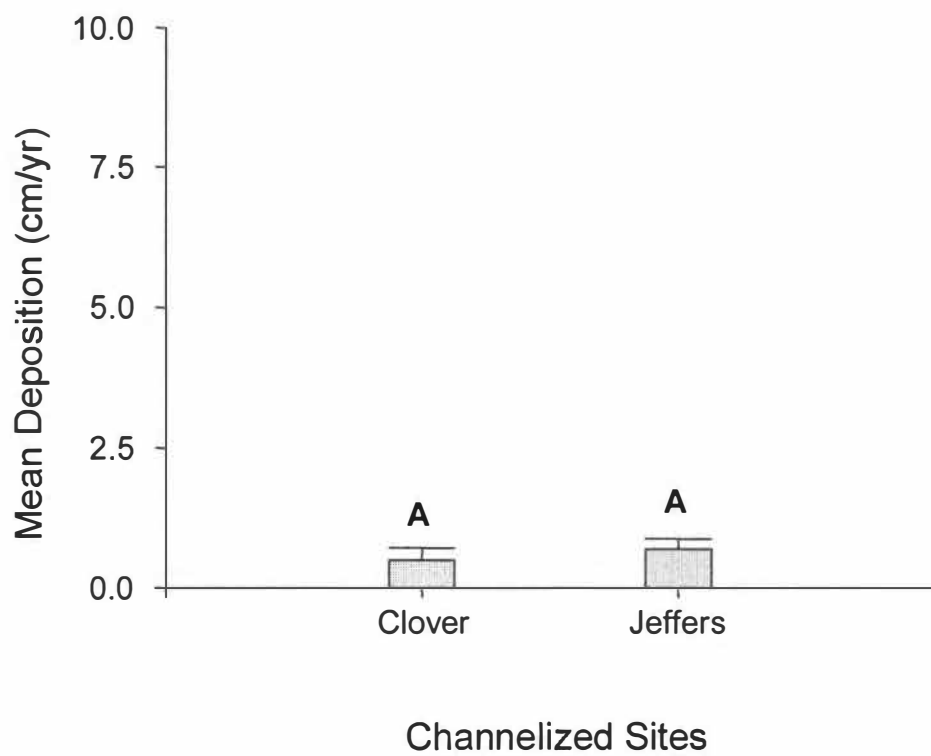 Mean Deposition (cm/yr)
10.0
7.5
5.0
2.5
0.0
A
A
Clover
Jeffers
Channelized Sites